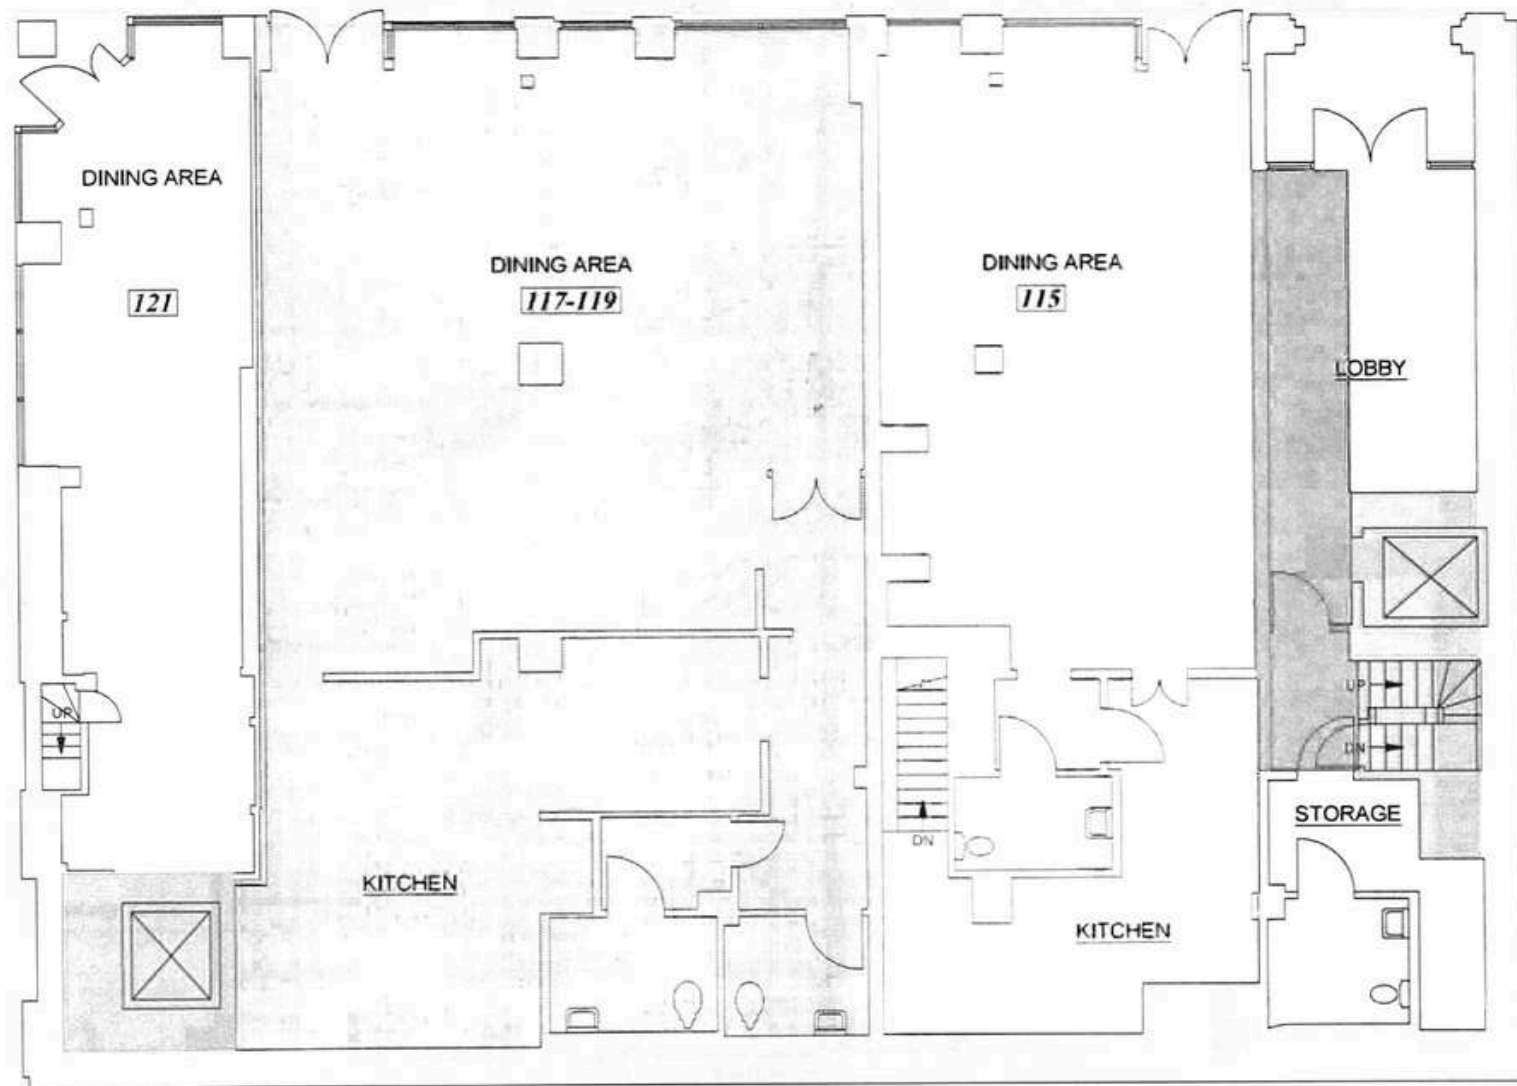 DINING AREA
121
DINING AREA
117-119
DINING AREA
115
LOBBY
UP
UP
DN
STORAGE
DN
KITCHEN
KITCHEN